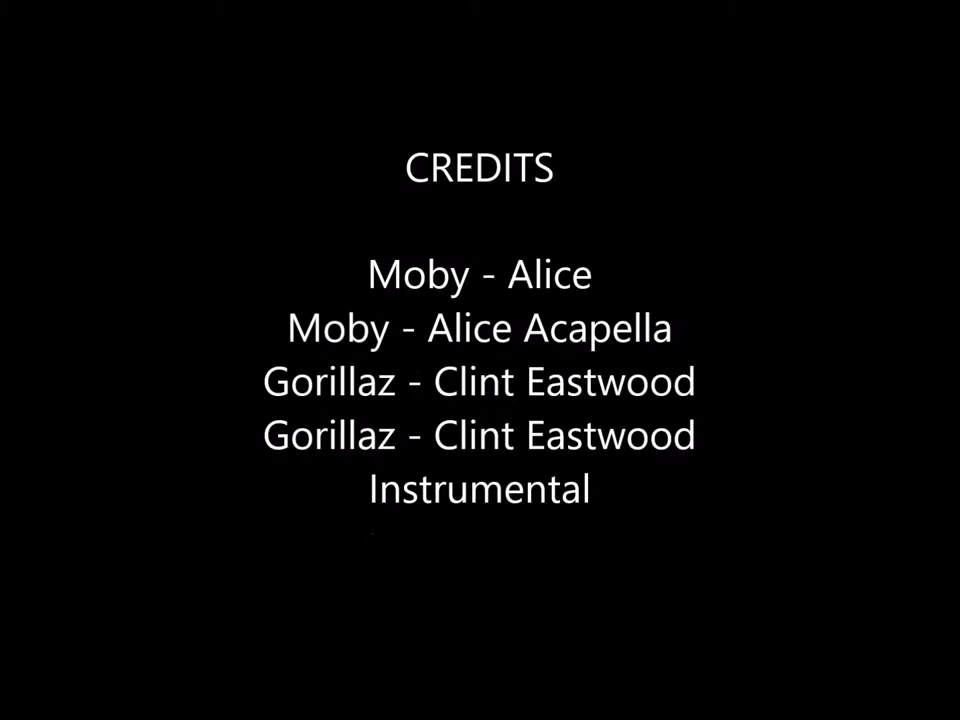 CREDITS
Moby - Alice
Moby - Alice Acapella
Gorillaz - Clint Eastwood
Gorillaz - Clint Eastwood
Instrumental